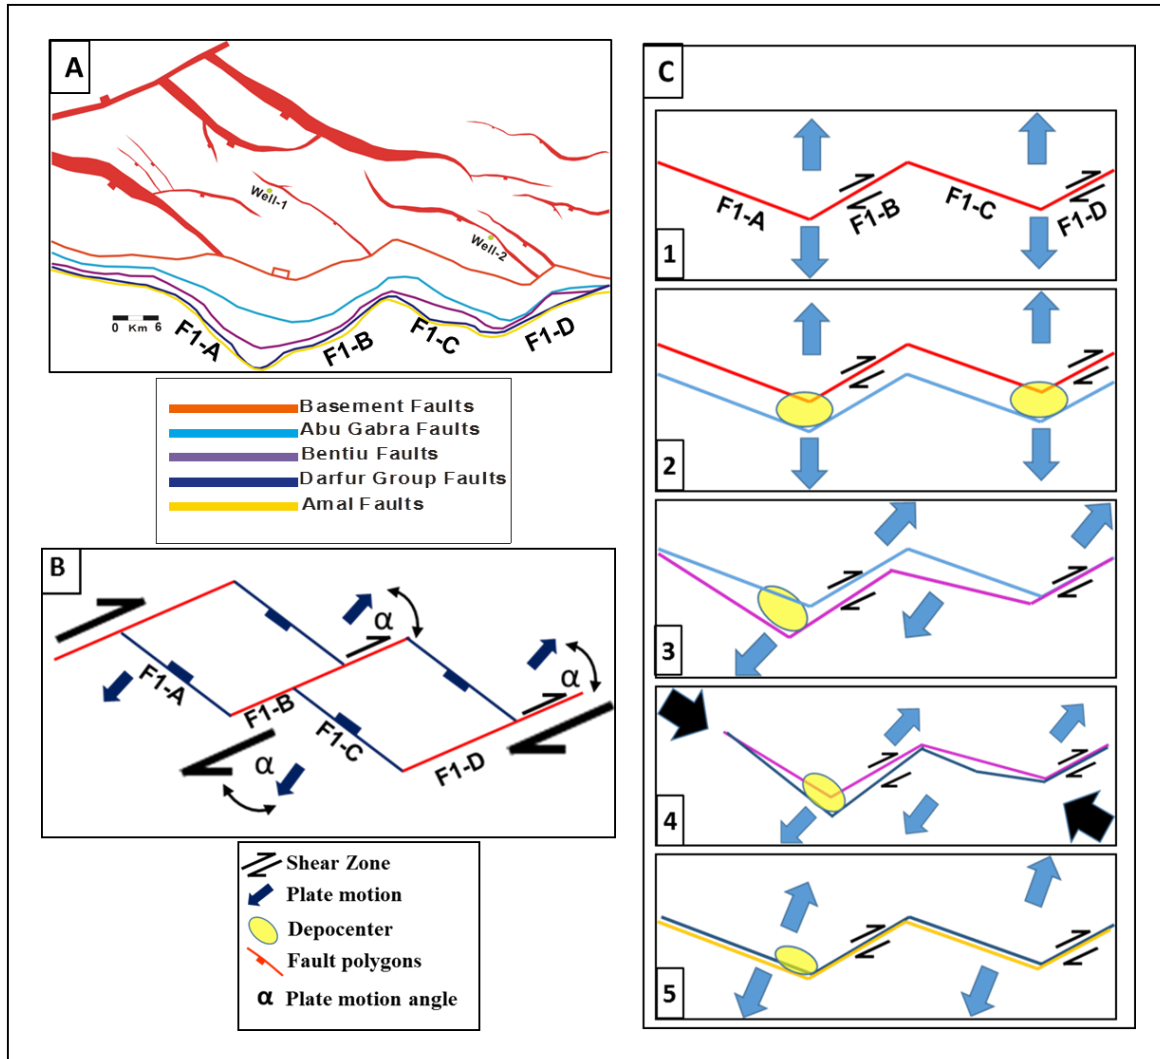 A
Well-1
Well-2
0 Km 6
F1-A
F1-B
F1-C
F1-D
Basement Faults
Abu Gabra Faults
Bentiu Faults
Darfur Group Faults
Amal Faults
B
α
α
F1-A
F1-B
F1-C
F1-D
α
Shear Zone
Plate motion
Depocenter
Fault polygons
α Plate motion angle
C
F1-A
F1-B
F1-C
F1-D
1
2
3
4
5